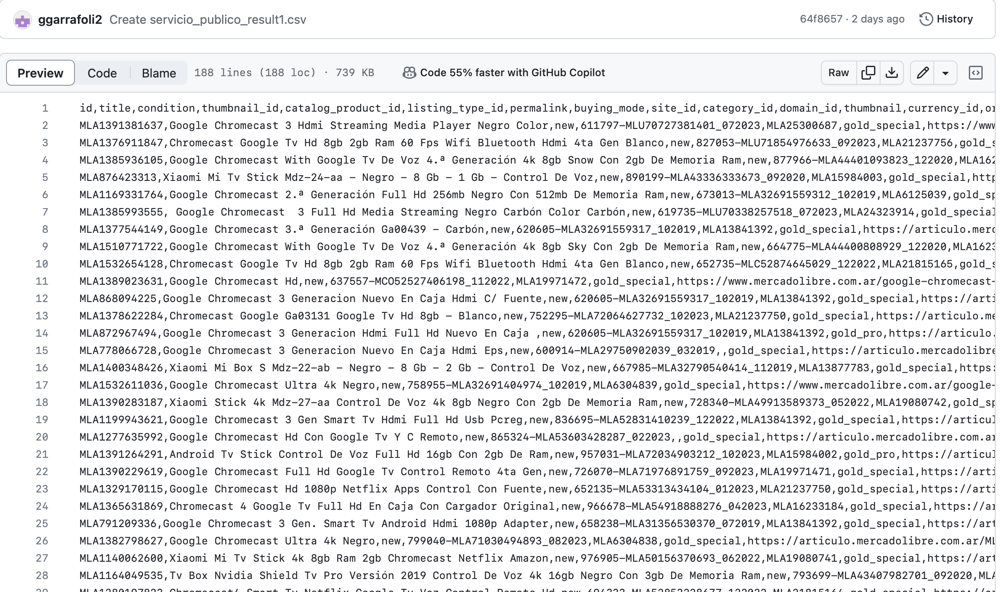 ggarrafoli2 Create servicio_publico_result1.csv 64f8657 · 2 days ago History
Preview Code Blame 188 lines (188 loc) · 739 KB Code 55% faster with GitHub Copilot Raw
1 id,title,condition,thumbnail_id,catalog_product_id,listing_type_id,permalink,buying_mode,site_id,category_id,domain_id,thumbnail,currency_id,or
2 MLA1391381637,Google Chromecast 3 Hdmi Streaming Media Player Negro Color,new,611797-MLU70727381401_072023,MLA25300687,gold_special,https://www
3 MLA1376911847,Chromecast Google Tv Hd 8gb 2gb Ram 60 Fps Wifi Bluetooth Hdmi 4ta Gen Blanco,new,827053-MLU71854976633_092023,MLA21237756,gold_s
4 MLA1385936105,Google Chromecast With Google Tv De Voz 4.ª Generación 4k 8gb Snow Con 2gb De Memoria Ram,new,877966-MLA44401093823_122020,MLA162
5 MLA876423313,Xiaomi Mi Tv Stick Mdz-24-aa - Negro - 8 Gb - 1 Gb - Control De Voz,new,890199-MLA43336333673_092020,MLA15984003,gold_special,http
6 MLA1169331764,Google Chromecast 2.ª Generación Full Hd 256mb Negro Con 512mb De Memoria Ram,new,673013-MLA32691559312_102019,MLA6125039,gold_sp
7 MLA1385993555, Google Chromecast  3 Full Hd Media Streaming Negro Carbón Color Carbón,new,619735-MLU70338257518_072023,MLA24323914,gold_special
8 MLA1377544149,Google Chromecast 3.ª Generación Ga00439 - Carbón,new,620605-MLA32691559317_102019,MLA13841392,gold_special,https://articulo.merc
9 MLA1510771722,Google Chromecast With Google Tv De Voz 4.ª Generación 4k 8gb Sky Con 2gb De Memoria Ram,new,664775-MLA44400808929_122020,MLA1623
10 MLA1532654128,Chromecast Google Tv Hd 8gb 2gb Ram 60 Fps Wifi Bluetooth Hdmi 4ta Gen Blanco,new,652735-MLC52874645029_122022,MLA21815165,gold_s
11 MLA1389023631,Google Chromecast Hd,new,637557-MCO52527406198_112022,MLA19971472,gold_special,https://www.mercadolibre.com.ar/google-chromecast-
12 MLA868094225,Google Chromecast 3 Generacion Nuevo En Caja Hdmi C/ Fuente,new,620605-MLA32691559317_102019,MLA13841392,gold_special,https://arti
13 MLA1378622284,Chromecast Google Ga03131 Google Tv Hd 8gb - Blanco,new,752295-MLA72064627732_102023,MLA21237750,gold_special,https://articulo.me
14 MLA872967494,Google Chromecast 3 Generacion Hdmi Full Hd Nuevo En Caja ,new,620605-MLA32691559317_102019,MLA13841392,gold_pro,https://articulo.
15 MLA778066728,Google Chromecast 3 Generacion Nuevo En Caja Hdmi Eps,new,600914-MLA29750902039_032019,,gold_special,https://articulo.mercadolibre
16 MLA1400348426,Xiaomi Mi Box S Mdz-22-ab - Negro - 8 Gb - 2 Gb - Control De Voz,new,667985-MLA32790540414_112019,MLA13877783,gold_special,https:
17 MLA1532611036,Google Chromecast Ultra 4k Negro,new,758955-MLA32691404974_102019,MLA6304839,gold_special,https://www.mercadolibre.com.ar/google-
18 MLA1390283187,Xiaomi Stick 4k Mdz-27-aa Control De Voz 4k 8gb Negro Con 2gb De Memoria Ram,new,728340-MLA49913589373_052022,MLA19080742,gold_sp
19 MLA1199943621,Google Chromecast 3 Gen Smart Tv Hdmi Full Hd Usb Pcreg,new,836695-MLA52831410239_122022,MLA13841392,gold_special,https://articul
20 MLA1277635992,Google Chromecast Hd Con Google Tv Y C Remoto,new,865324-MLA53603428287_022023,,gold_special,https://articulo.mercadolibre.com.ar
21 MLA1391264291,Android Tv Stick Control De Voz Full Hd 16gb Con 2gb De Ram,new,957031-MLA72034903212_102023,MLA15984002,gold_pro,https://articul
22 MLA1390229619,Google Chromecast Full Hd Google Tv Control Remoto 4ta Gen,new,726070-MLA71976891759_092023,MLA19971471,gold_special,https://arti
23 MLA1329170115,Google Chromecast Hd 1080p Netflix Apps Control Con Fuente,new,652135-MLA53313434104_012023,MLA21237750,gold_special,https://arti
24 MLA1365631869,Chromecast 4 Google Tv Full Hd En Caja Con Cargador Original,new,966678-MLA54918888276_042023,MLA16233184,gold_special,https://ar
25 MLA791209336,Google Chromecast 3 Gen. Smart Tv Android Hdmi 1080p Adapter,new,658238-MLA31356530370_072019,MLA13841392,gold_special,https://art
26 MLA1382798627,Google Chromecast Ultra 4k Negro,new,799040-MLA71030494893_082023,MLA6304838,gold_special,https://articulo.mercadolibre.com.ar/ML
27 MLA1140062600,Xiaomi Mi Tv Stick 4k 8gb Ram 2gb Chromecast Netflix Amazon,new,976905-MLA50156370693_062022,MLA19080741,gold_special,https://art
28 MLA1164049535,Tv Box Nvidia Shield Tv Pro Versión 2019 Control De Voz 4k 16gb Negro Con 3gb De Memoria Ram,new,793699-MLA43407982701_092020,MLA